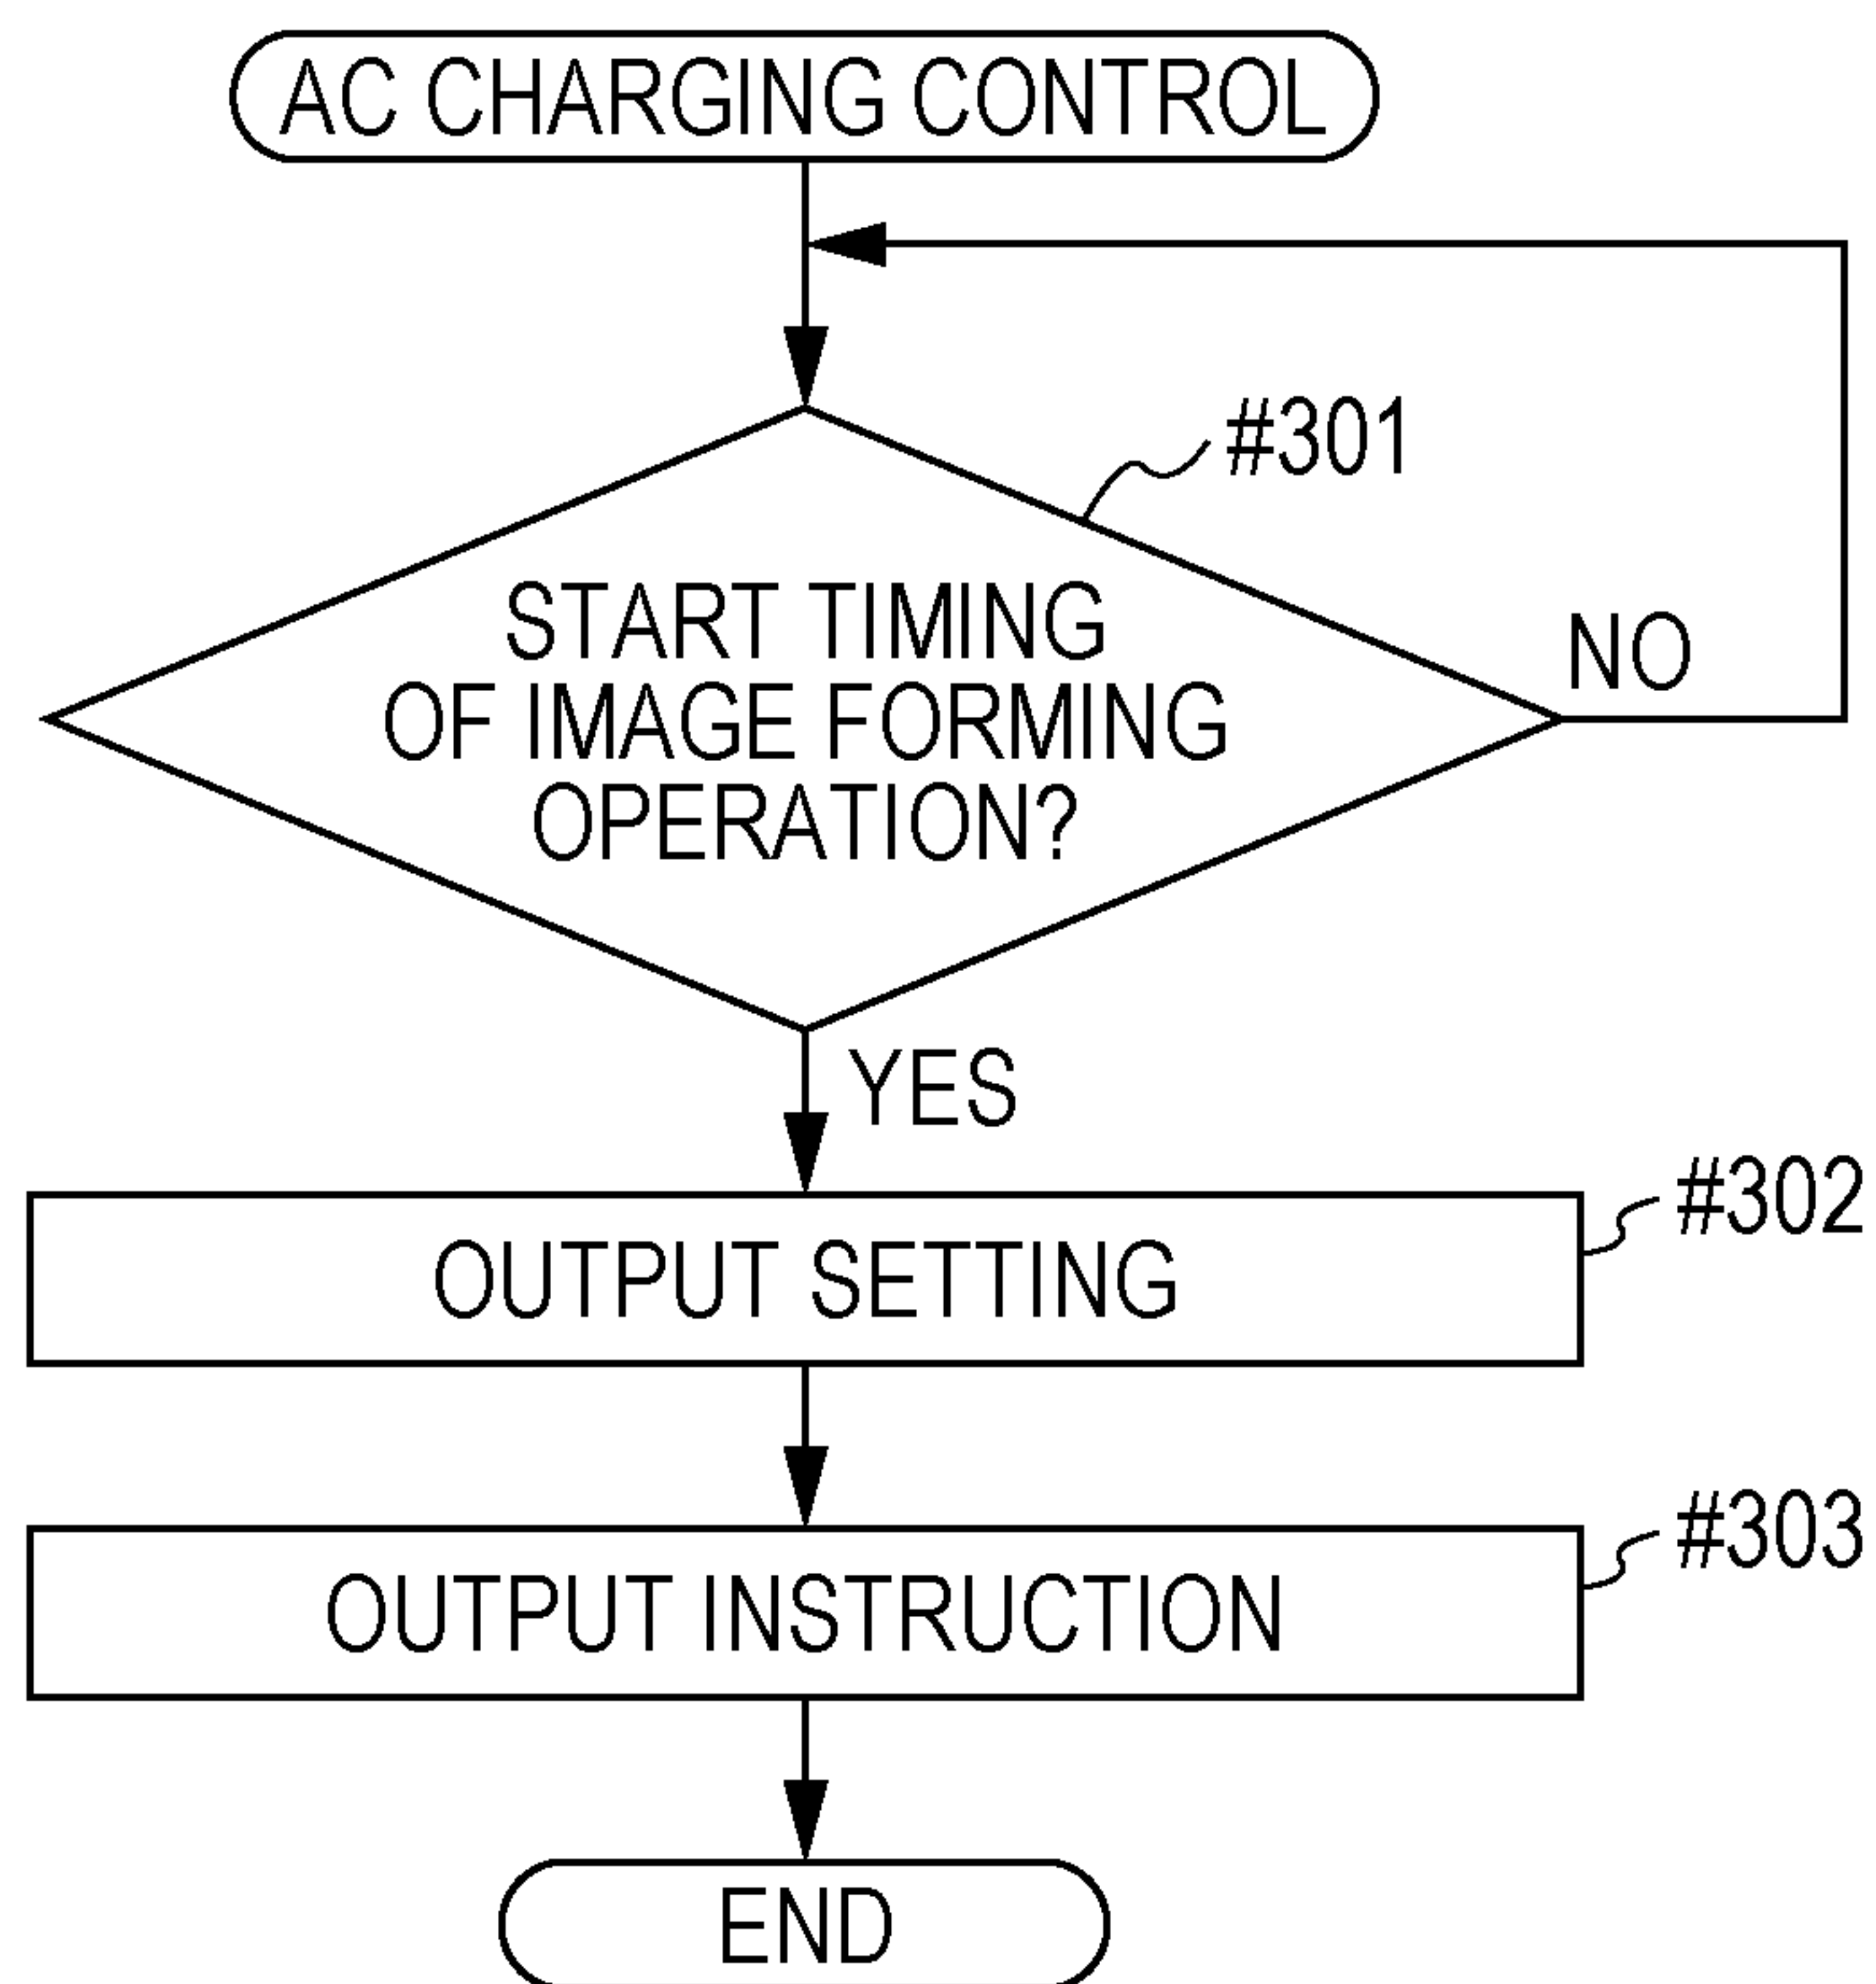 AC CHARGING CONTROL
#301
START TIMING
OF IMAGE FORMING
OPERATION?
NO
YES
#302
OUTPUT SETTING
#303
OUTPUT INSTRUCTION
END